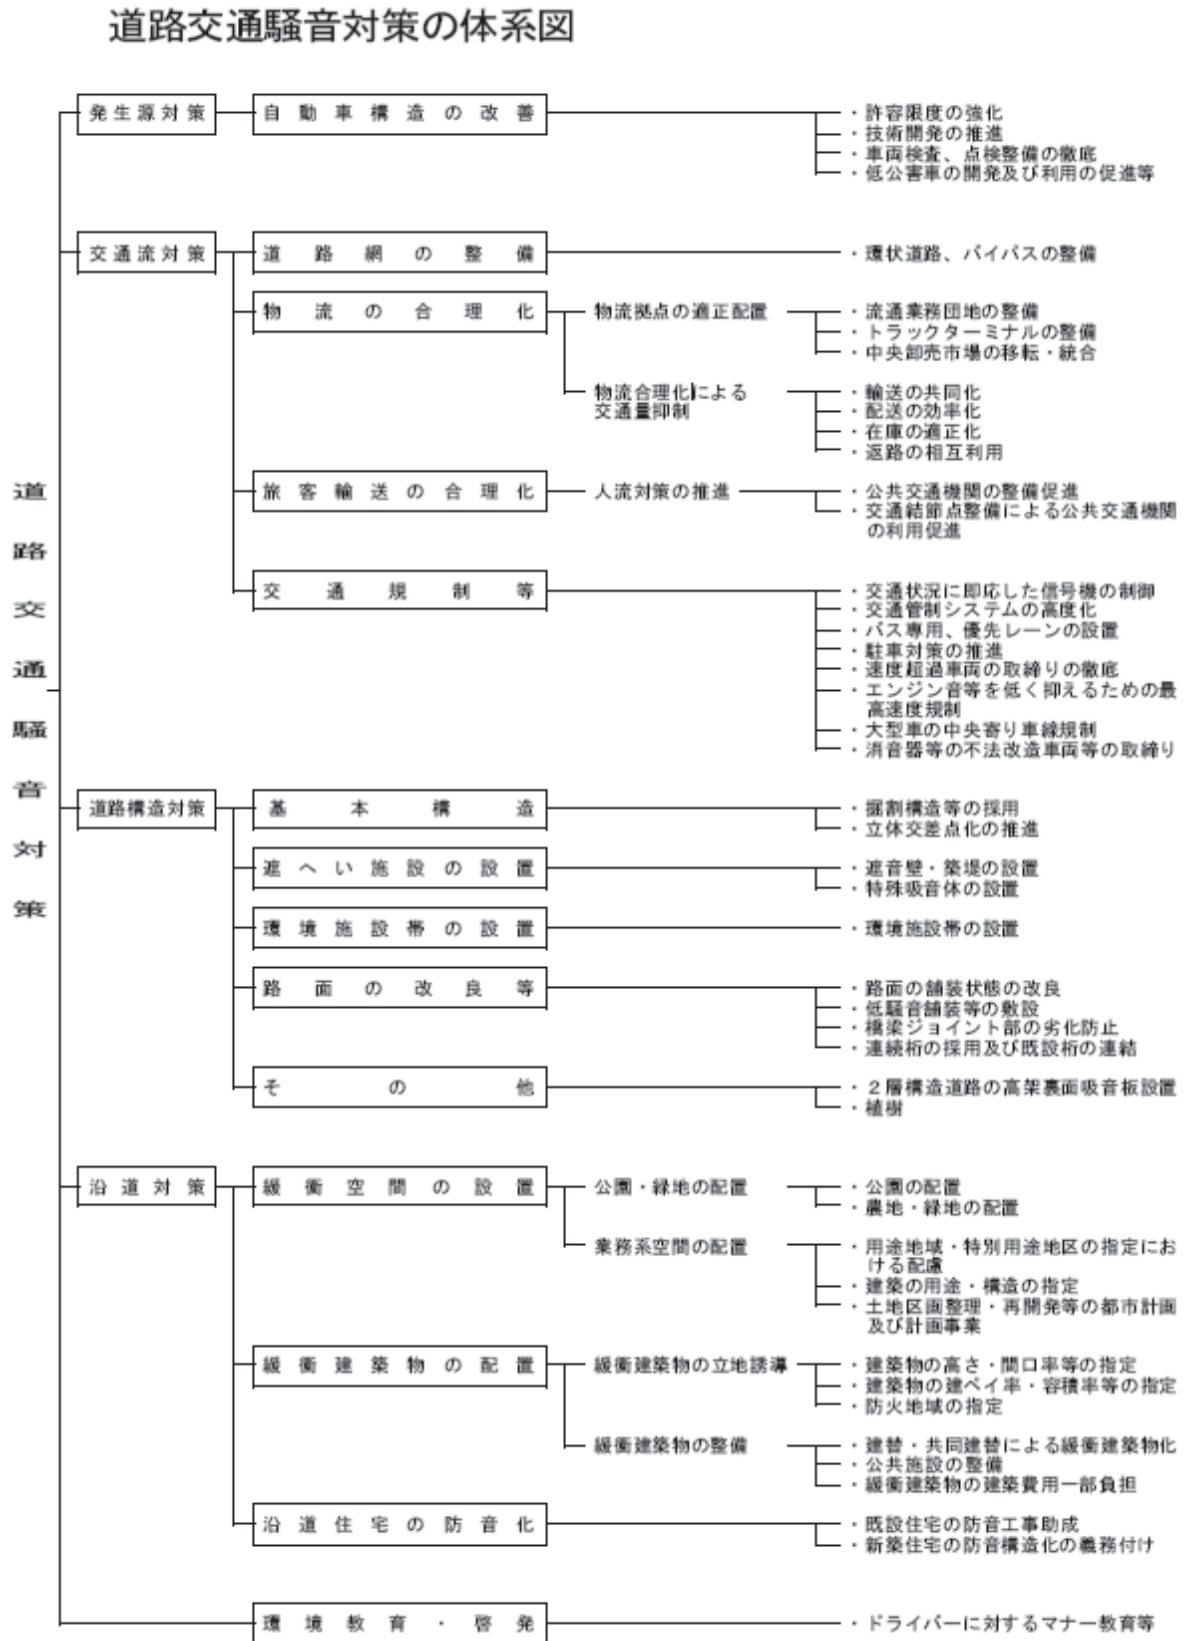 道路交通騒音対策の体系図
道路交通騒音対策
発生源対策
自動車構造の改善
・許容限度の強化
・技術開発の推進
・車両検査、点検整備の徹底
・低公害車の開発及び利用の促進等
交通流対策
道路網の整備
・環状道路、バイパスの整備
物流の合理化
物流拠点の適正配置
・流通業務団地の整備
・トラックターミナルの整備
・中央卸売市場の移転・統合
物流合理化による
交通量抑制
・輸送の共同化
・配送の効率化
・在庫の適正化
・返路の相互利用
旅客輸送の合理化
人流対策の推進
・公共交通機関の整備促進
・交通結節点整備による公共交通機関
の利用促進
交通規制等
・交通状況に即応した信号機の制御
・交通管制システムの高度化
・バス専用、優先レーンの設置
・駐車対策の推進
・速度超過車両の取締りの徹底
・エンジン音等を低く抑えるための最
高速度規制
・大型車の中央寄り車線規制
・消音器等の不法改造車両等の取締り
道路構造対策
基本構造
・掘割構造等の採用
・立体交差点化の推進
遮へい施設の設置
・遮音壁・築堤の設置
・特殊吸音体の設置
環境施設帯の設置
・環境施設帯の設置
路面の改良等
・路面の舗装状態の改良
・低騒音舗装等の敷設
・橋梁ジョイント部の劣化防止
・連続桁の採用及び既設桁の連結
その他
・２層構造道路の高架裏面吸音板設置
・植樹
沿道対策
緩衝空間の設置
公園・緑地の配置
・公園の配置
・農地・緑地の配置
業務系空間の配置
・用途地域・特別用途地区の指定にお
ける配慮
・建築の用途・構造の指定
・土地区画整理・再開発等の都市計画
及び計画事業
緩衝建築物の配置
緩衝建築物の立地誘導
・建築物の高さ・間口率等の指定
・建築物の建ペイ率・容積率等の指定
・防火地域の指定
緩衝建築物の整備
・建替・共同建替による緩衝建築物化
・公共施設の整備
・緩衝建築物の建築費用一部負担
沿道住宅の防音化
・既設住宅の防音工事助成
・新築住宅の防音構造化の義務付け
環境教育・啓発
・ドライバーに対するマナー教育等